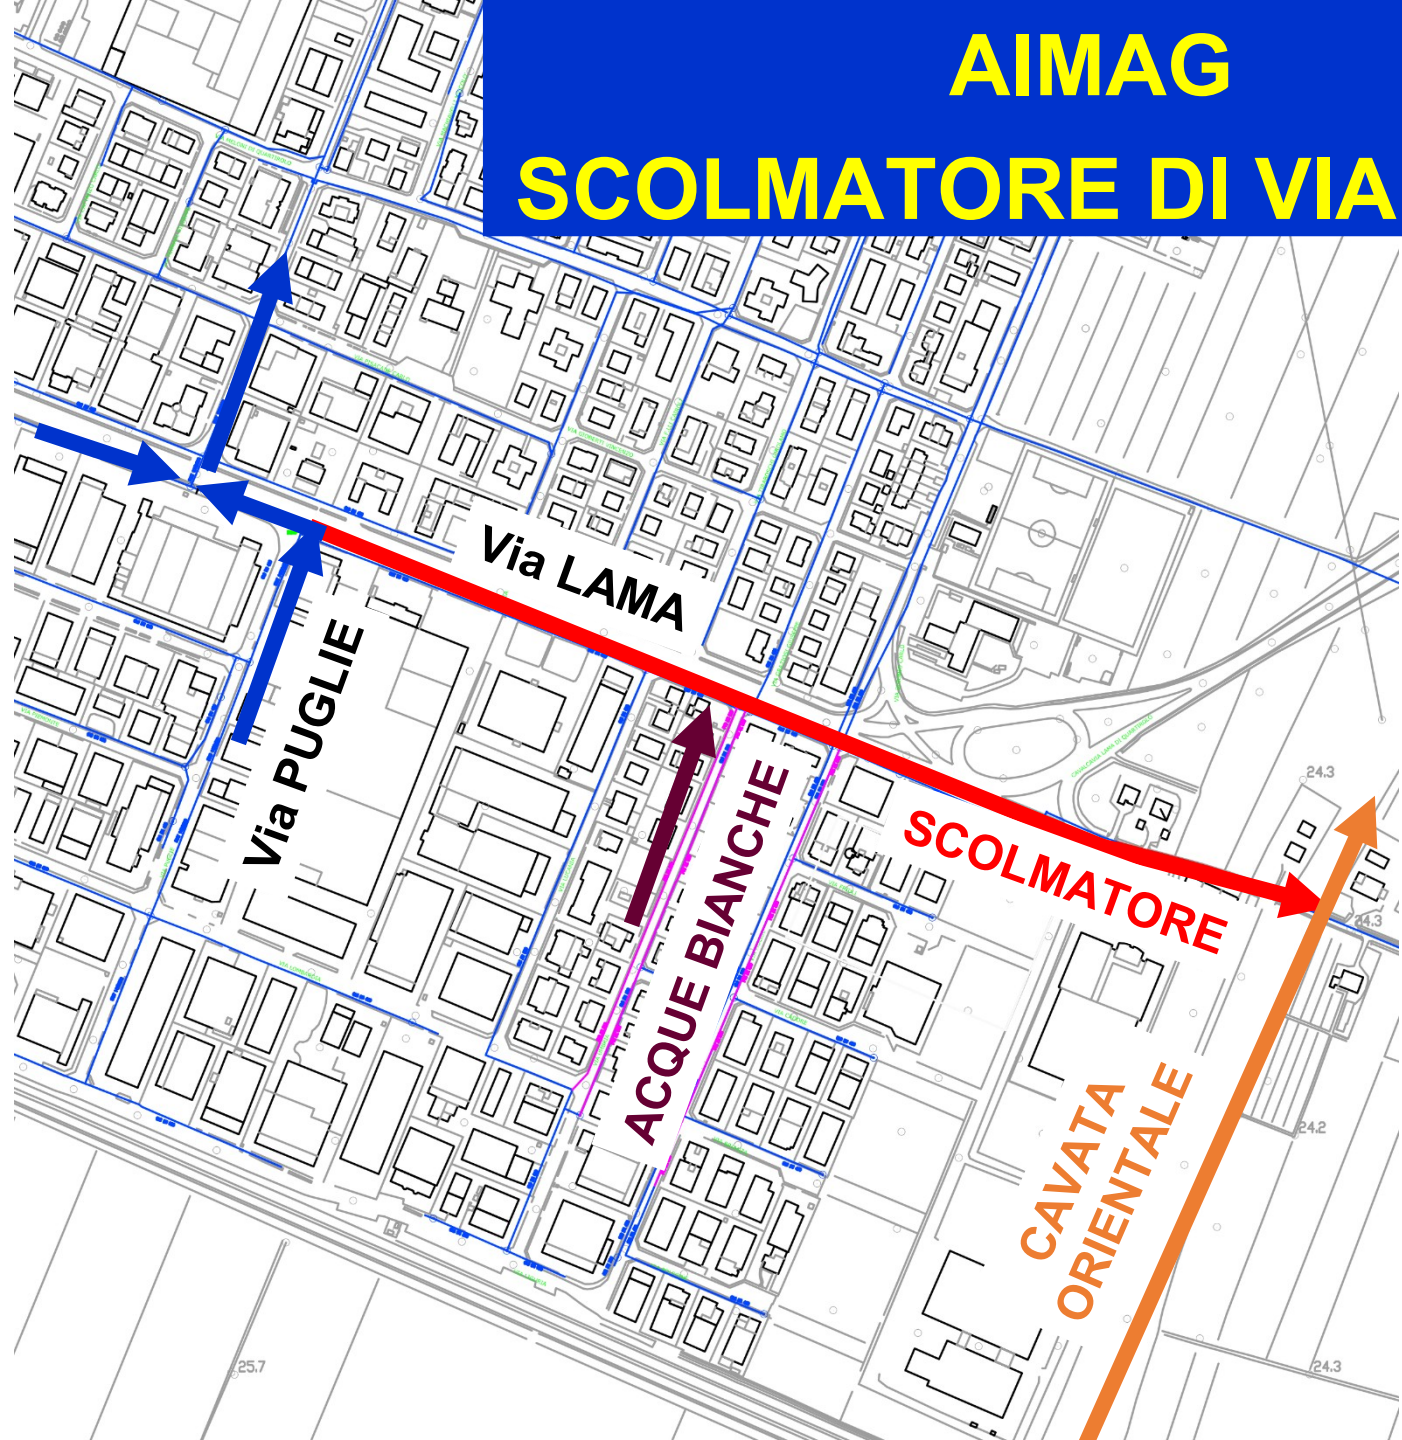 AIMAG
SCOLMATORE DI VIA
Via LAMA
Via PUGLIE
SCOLMATORE
ACQUE BIANCHE
CAVATA
ORIENTALE
24.3
24.3
24.2
24.3
25.7